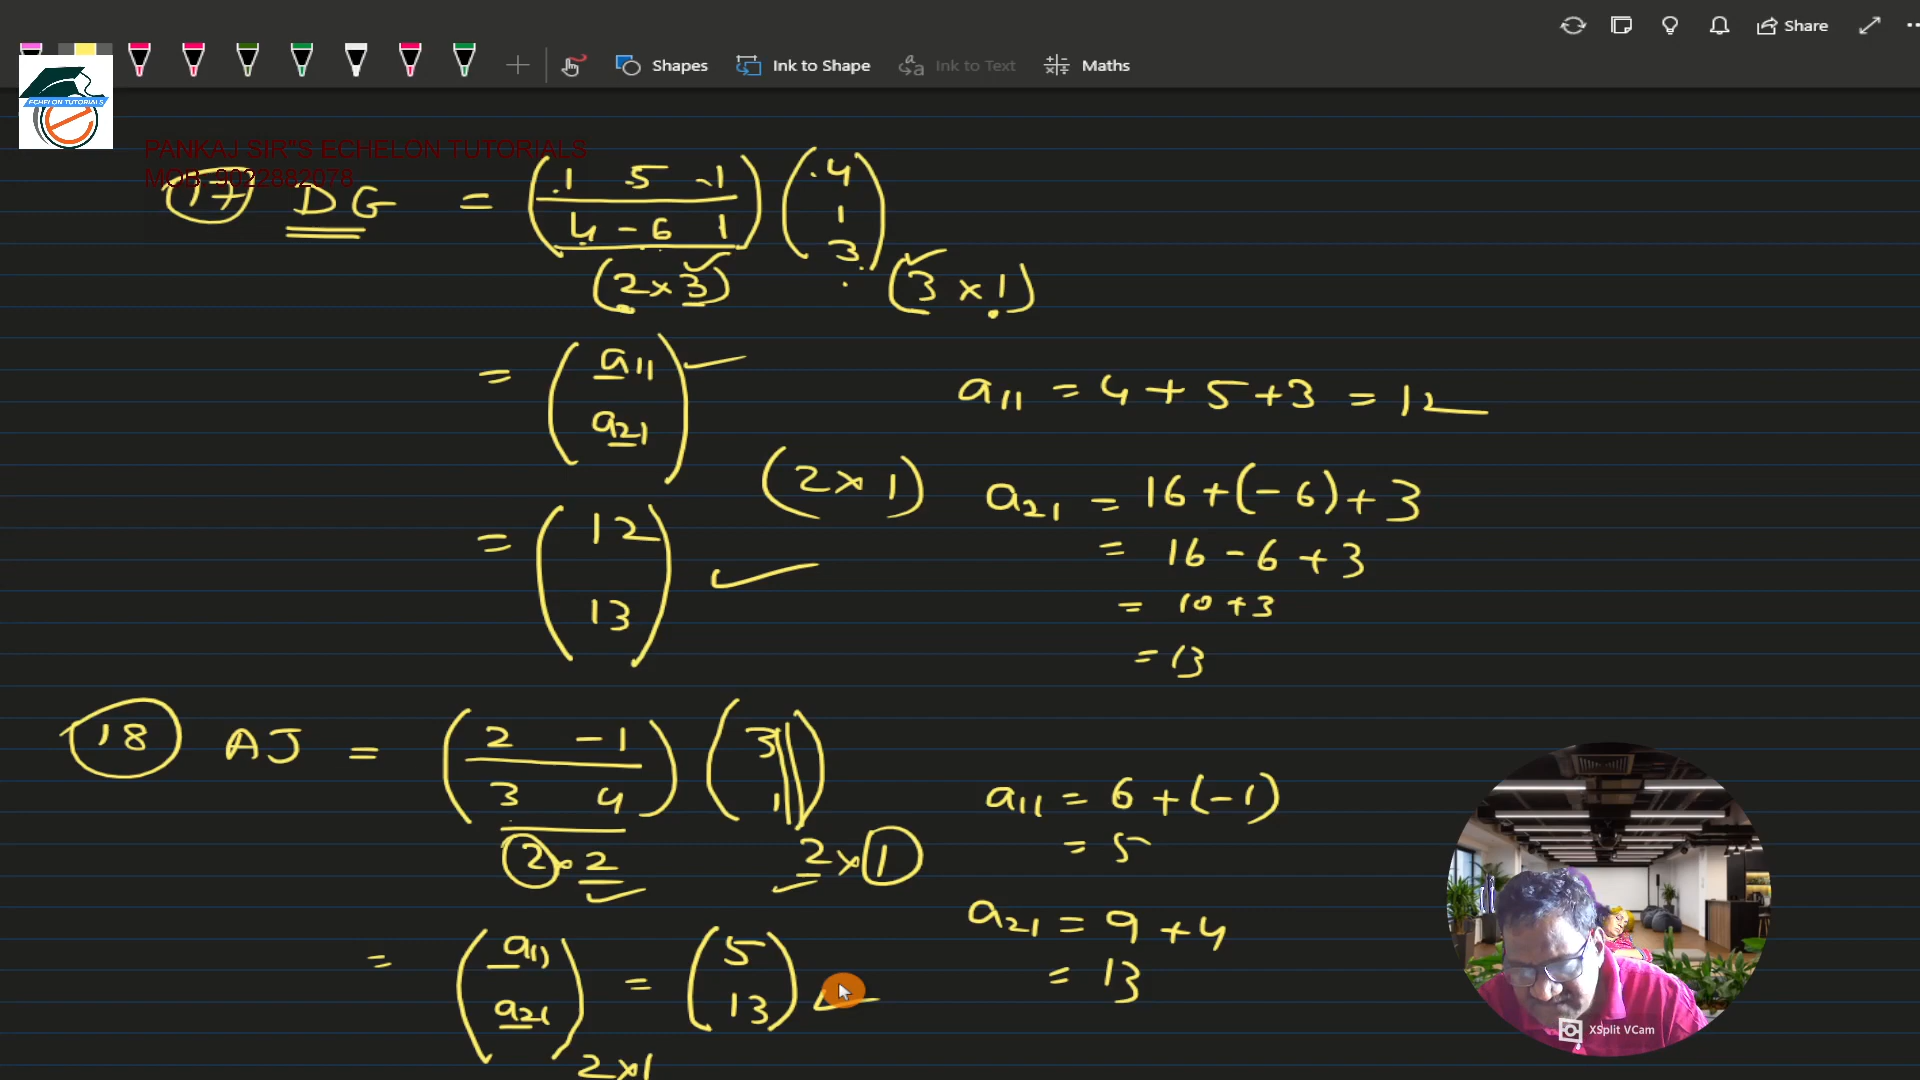 Share
Shapes
Ink to Shape
Ink to Text
Maths
ECHELON TUTORIALS
PANKAJ SIR"S ECHELON TUTORIALS
MOB: 9022882078
17 DG = (1 5 1) (4
4 -6 1) 1
3)
(2×3) (3×1)
= (a11
a21)
a11 = 4 + 5 + 3 = 12
(2×1)
a21 = 16 + (-6) + 3
= 16 - 6 + 3
= 10 + 3
= 13
= (12
13)
18 AJ = (2 -1) (3
3 4) 1)
2×2 2×1
a11 = 6 + (-1)
= 5
a21 = 9 + 4
= 13
= (a11 = (5
a21) 13)
2×1
XSplit VCam